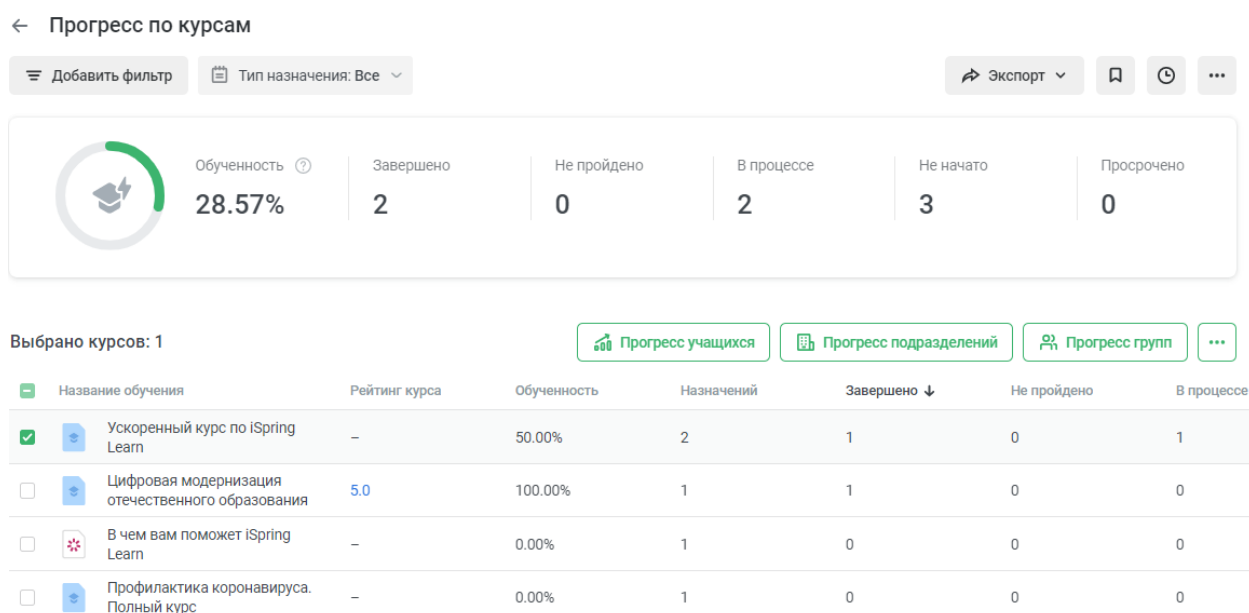 Прогресс по курсам
Добавить фильтр Тип назначения: Все Экспорт
Обученность Завершено Не пройдено В процессе Не начато Просрочено
28.57% 2 0 2 3 0
Выбрано курсов: 1 Прогресс учащихся Прогресс подразделений Прогресс групп
Название обучения Рейтинг курса Обученность Назначений Завершено Не пройдено В процессе
Ускоренный курс по iSpring
Learn – 50.00% 2 1 0 1
Цифровая модернизация
отечественного образования 5.0 100.00% 1 1 0 0
В чем вам поможет iSpring
Learn – 0.00% 1 0 0 0
Профилактика коронавируса.
Полный курс – 0.00% 1 0 0 0